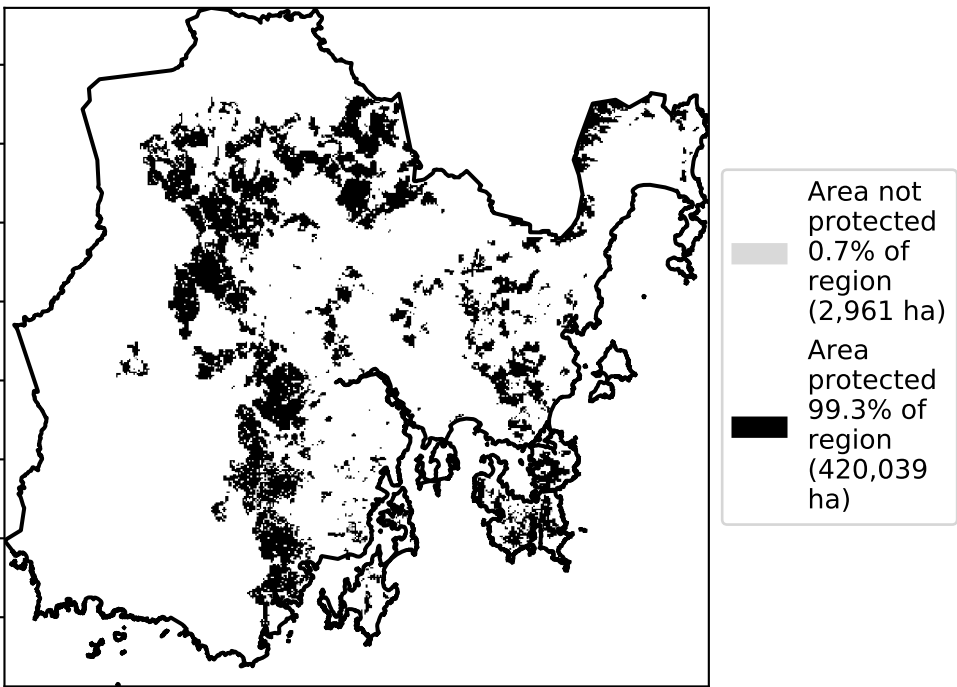 Area not
protected
0.7% of
region
(2,961 ha)
Area
protected
99.3% of
region
(420,039
ha)